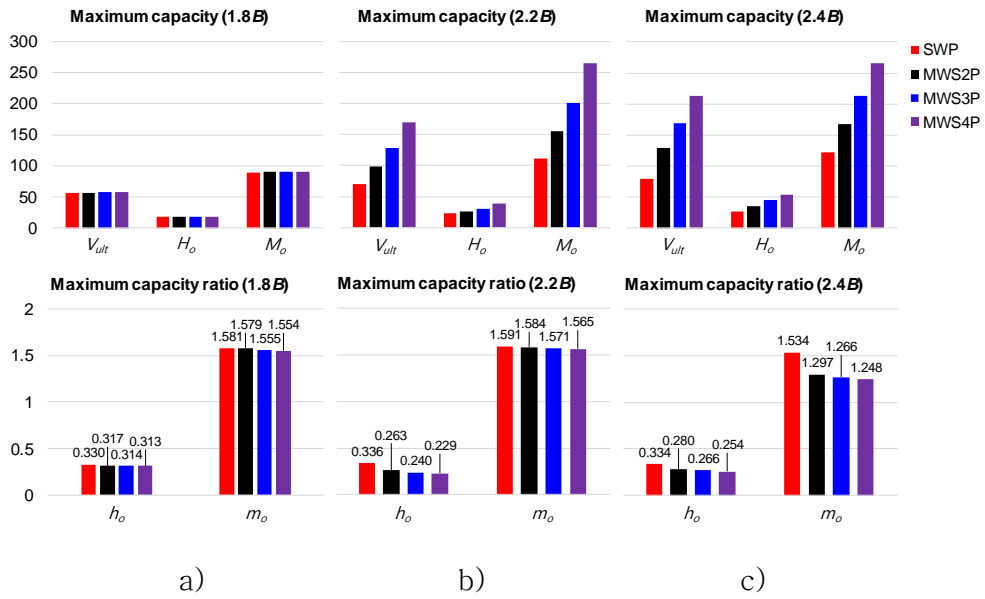 Maximum capacity (1.8B) Maximum capacity (2.2B) Maximum capacity (2.4B)
300
250
200
150
100
50
0
SWP
MWS2P
MWS3P
MWS4P
Vult Ho Mo
Vult Ho Mo
Vult Ho Mo
Maximum capacity ratio (1.8B) Maximum capacity ratio (2.2B) Maximum capacity ratio (2.4B)
2
1.5
1
0.5
0
0.330 0.317 0.314 0.313 1.581 1.579 1.555 1.554
0.336 0.263 0.240 0.229 1.591 1.584 1.571 1.565
0.334 0.280 0.266 0.254 1.534 1.297 1.266 1.248
ho mo
ho mo
ho mo
a) b) c)